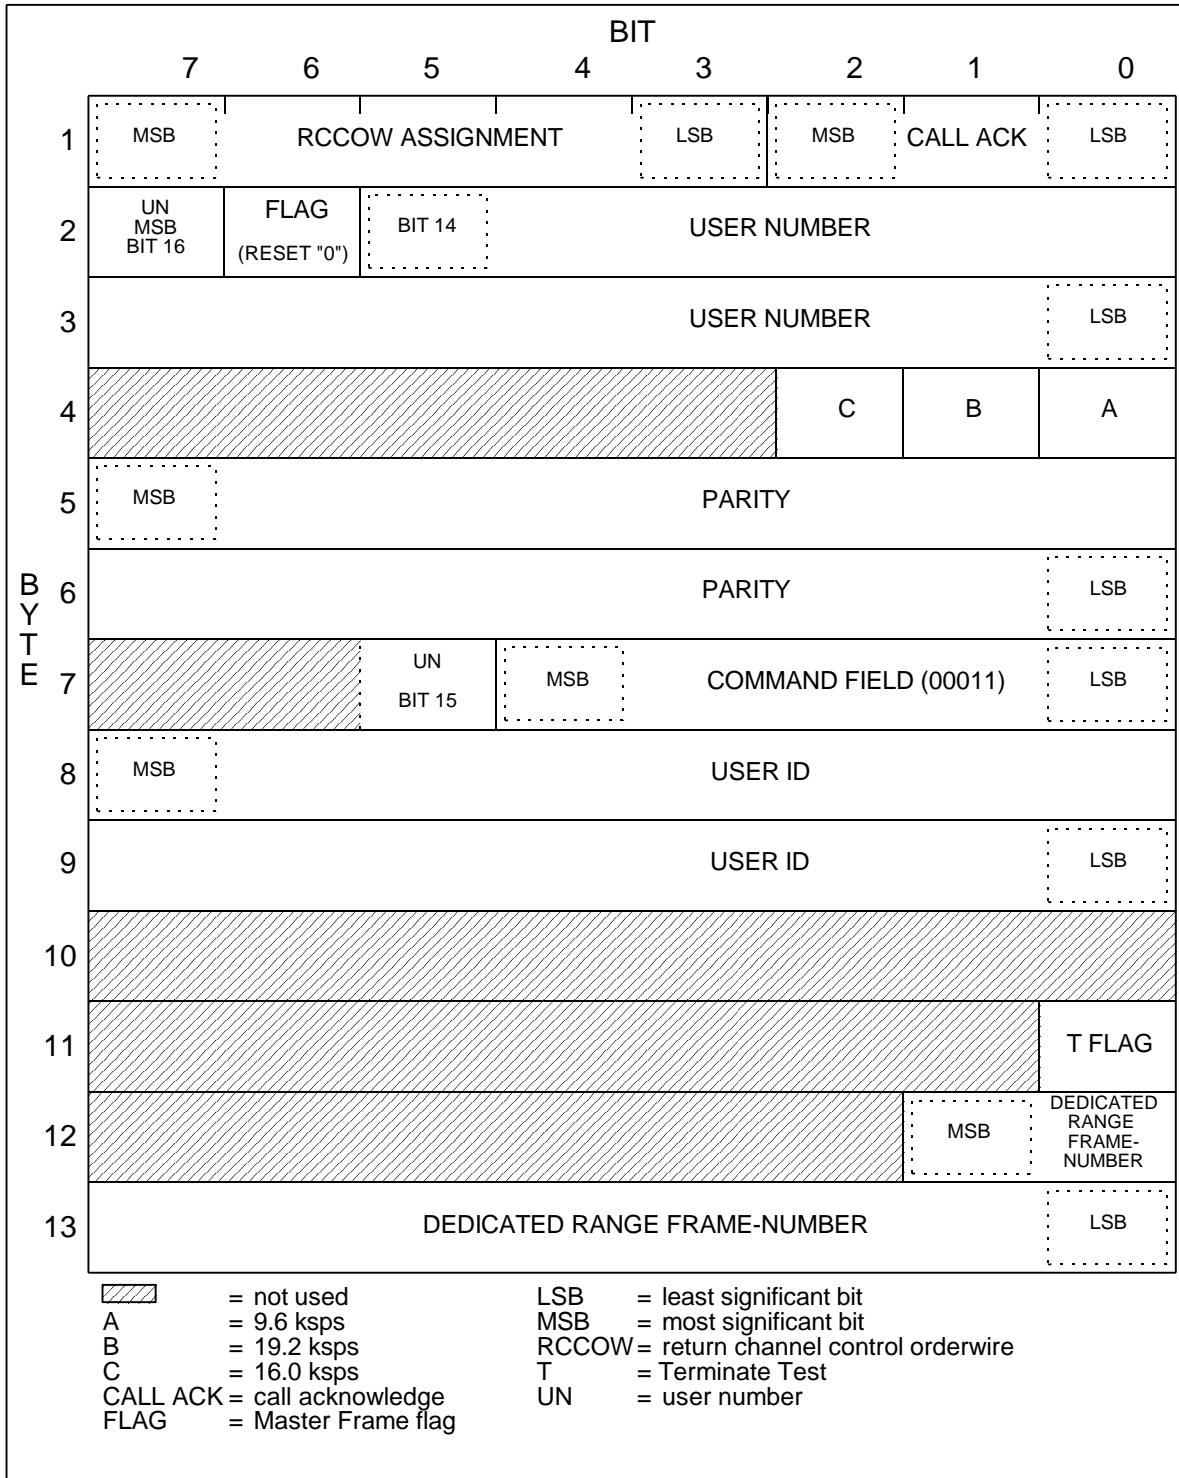 BIT
7 6 5 4 3 2 1 0
BYTE
1 MSB RCCOW ASSIGNMENT LSB MSB CALL ACK LSB
2 UN MSB BIT 16 FLAG (RESET "0") BIT 14 USER NUMBER
3 USER NUMBER LSB
4 C B A
5 MSB PARITY
6 PARITY LSB
7 UN BIT 15 MSB COMMAND FIELD (00011) LSB
8 MSB USER ID
9 USER ID LSB
10
11 T FLAG
12 MSB DEDICATED RANGE FRAME-NUMBER
13 DEDICATED RANGE FRAME-NUMBER LSB
= not used
A = 9.6 ksps
B = 19.2 ksps
C = 16.0 ksps
CALL ACK = call acknowledge
FLAG = Master Frame flag
LSB = least significant bit
MSB = most significant bit
RCCOW = return channel control orderwire
T = Terminate Test
UN = user number